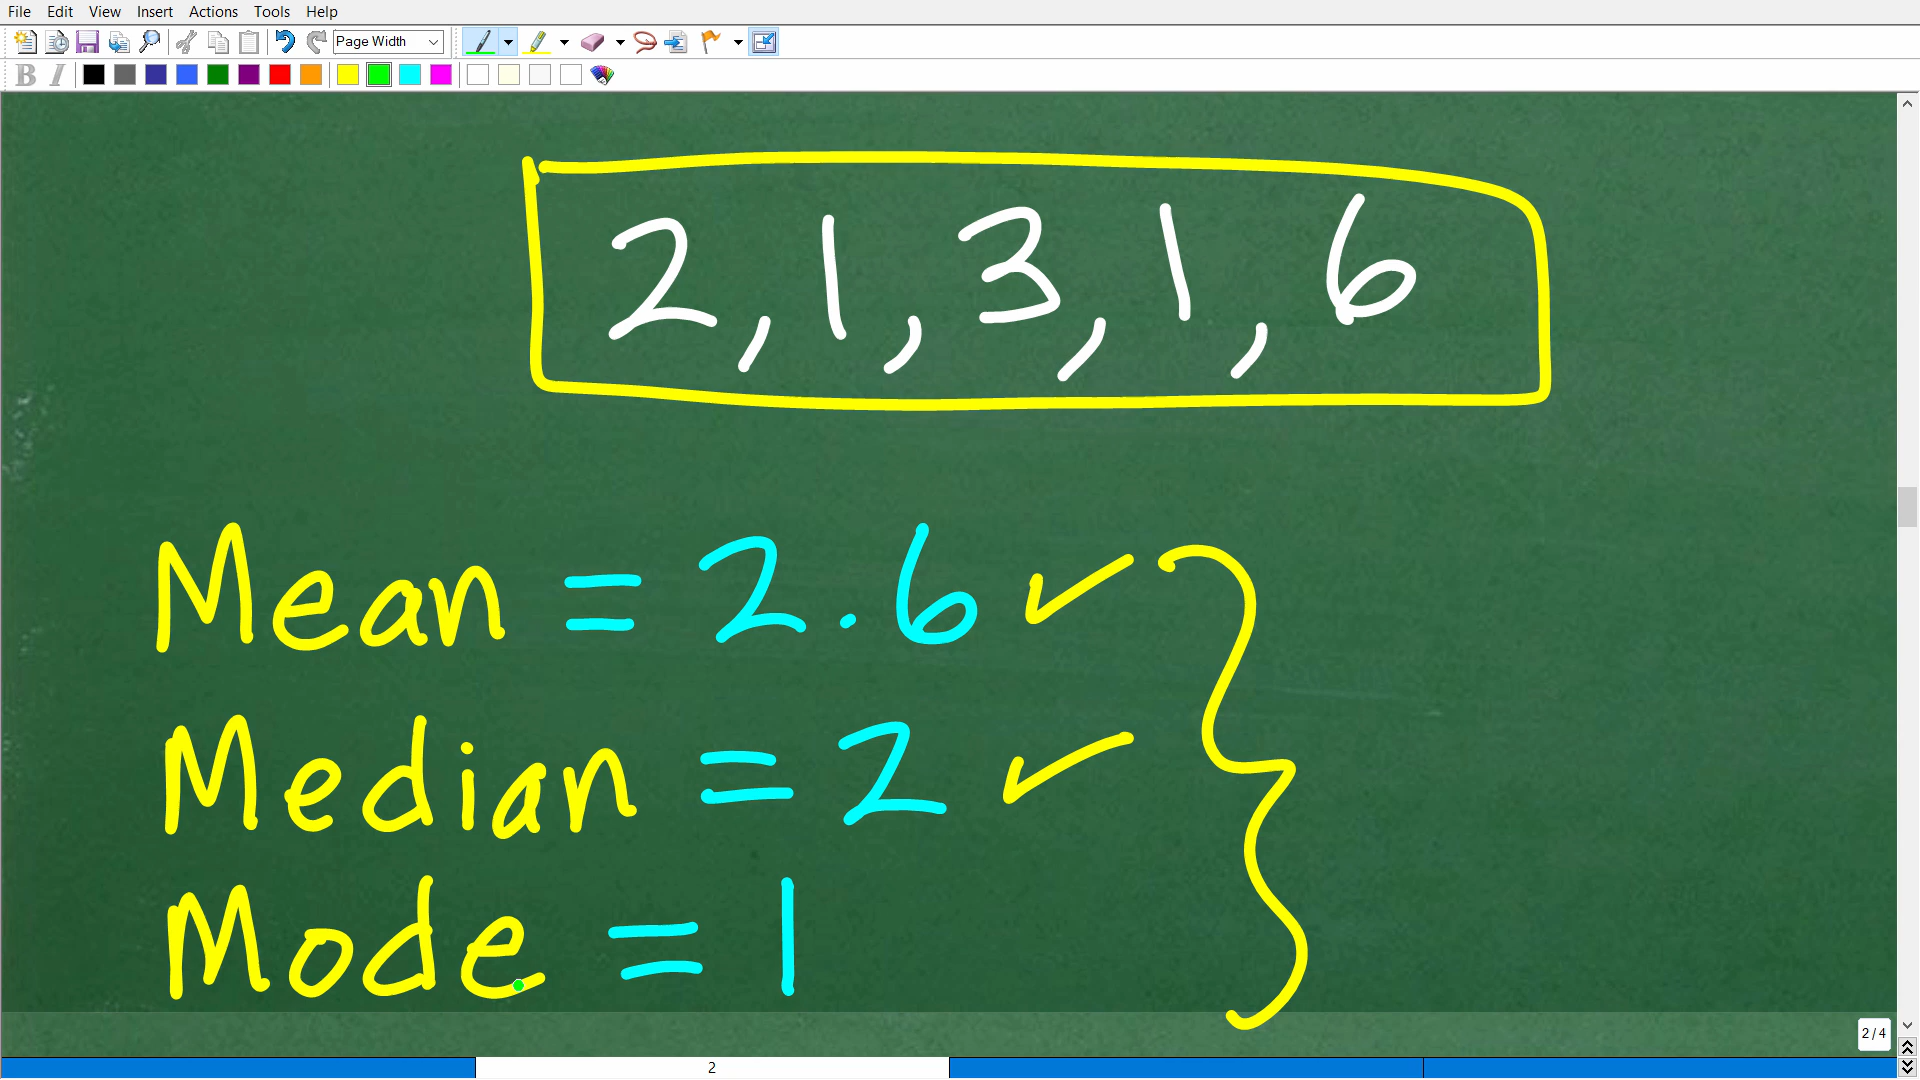 File Edit View Insert Actions Tools Help
Page Width
B I
2, 1, 3, 1, 6
Mean = 2.6 ✓
Median = 2 ✓
Mode = 1
2 / 4
2